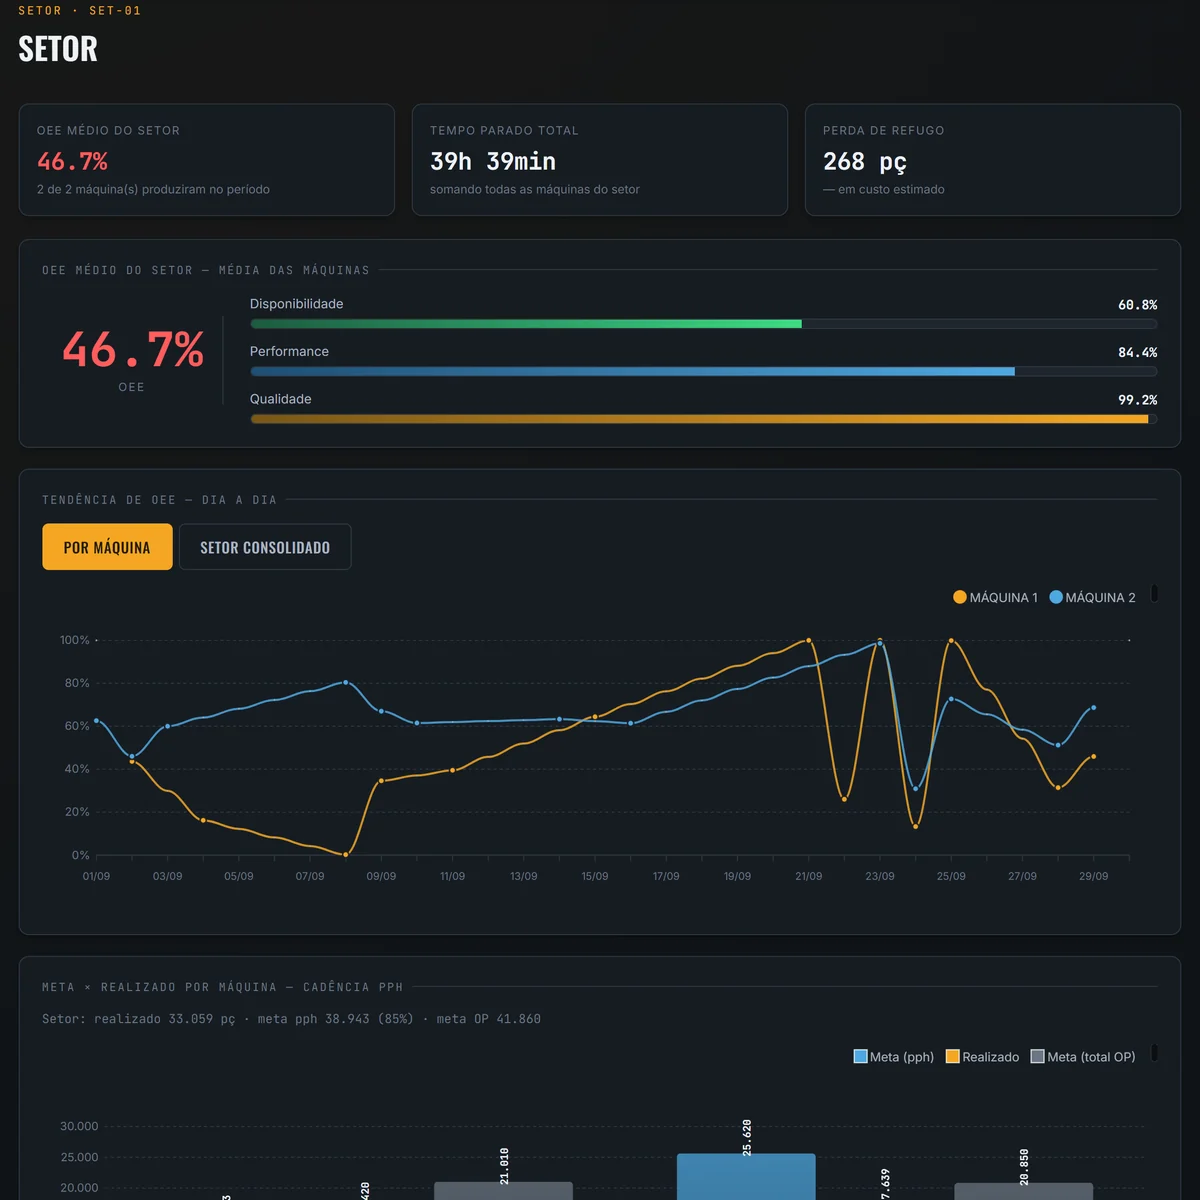 SETOR · SET-01
SETOR
OEE MÉDIO DO SETOR
46.7%
2 de 2 máquina(s) produziram no período
TEMPO PARADO TOTAL
39h 39min
somando todas as máquinas do setor
PERDA DE REFUGO
268 pç
— em custo estimado
OEE MÉDIO DO SETOR — MÉDIA DAS MÁQUINAS
46.7%
OEE
Disponibilidade 60.8%
Performance 84.4%
Qualidade 99.2%
TENDÊNCIA DE OEE — DIA A DIA
POR MÁQUINA SETOR CONSOLIDADO
MÁQUINA 1 MÁQUINA 2
100%
80%
60%
40%
20%
0%
01/09 03/09 05/09 07/09 09/09 11/09 13/09 15/09 17/09 19/09 21/09 23/09 25/09 27/09 29/09
META × REALIZADO POR MÁQUINA — CADÊNCIA PPH
Setor: realizado 33.059 pç · meta pph 38.943 (85%) · meta OP 41.860
Meta (pph) Realizado Meta (total OP)
30.000
25.000
20.000
21.010
25.620
20.850